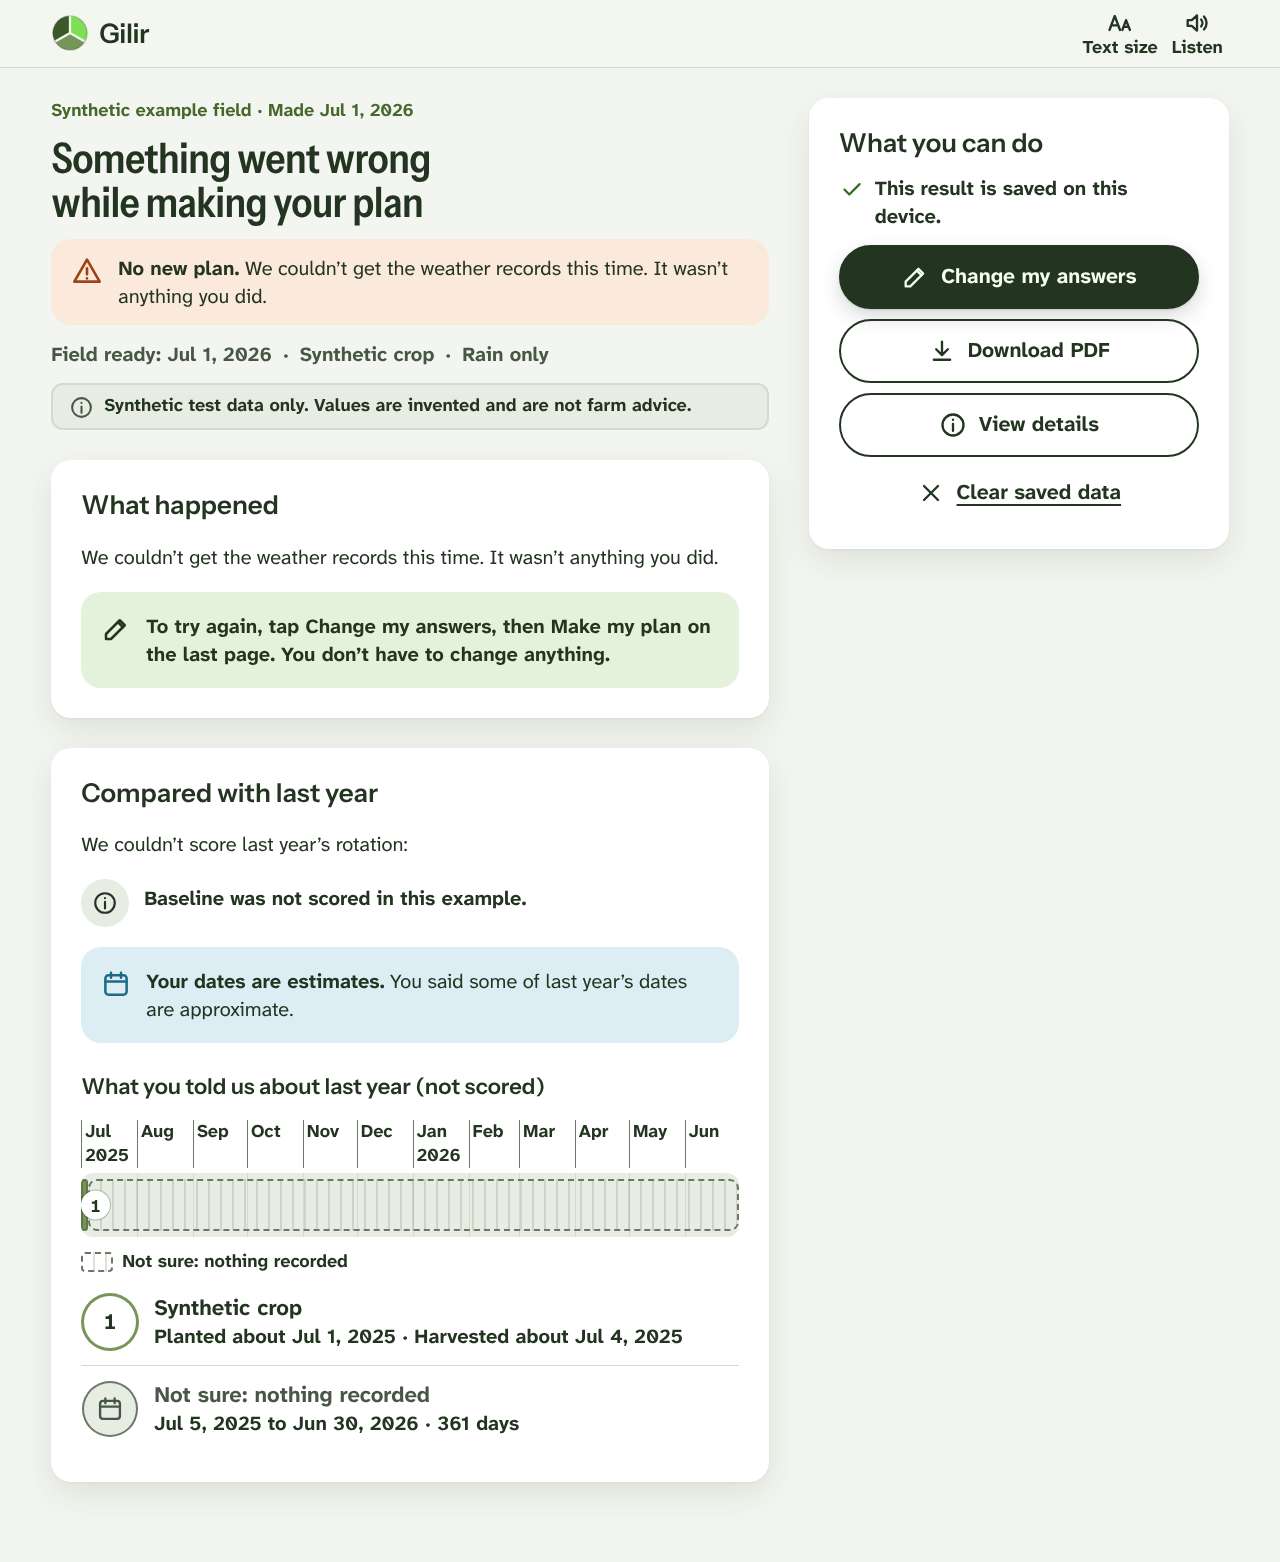 Gilir
Text size
Listen
Synthetic example field · Made Jul 1, 2026
Something went wrong
while making your plan
No new plan. We couldn’t get the weather records this time. It wasn’t
anything you did.
Field ready: Jul 1, 2026 · Synthetic crop · Rain only
Synthetic test data only. Values are invented and are not farm advice.
What happened
We couldn’t get the weather records this time. It wasn’t anything you did.
To try again, tap Change my answers, then Make my plan on
the last page. You don’t have to change anything.
Compared with last year
We couldn’t score last year’s rotation:
Baseline was not scored in this example.
Your dates are estimates. You said some of last year’s dates
are approximate.
What you told us about last year (not scored)
Jul Aug Sep Oct Nov Dec Jan Feb Mar Apr May Jun
2025 2026
1
Not sure: nothing recorded
1
Synthetic crop
Planted about Jul 1, 2025 · Harvested about Jul 4, 2025
Not sure: nothing recorded
Jul 5, 2025 to Jun 30, 2026 · 361 days
What you can do
This result is saved on this
device.
Change my answers
Download PDF
View details
Clear saved data